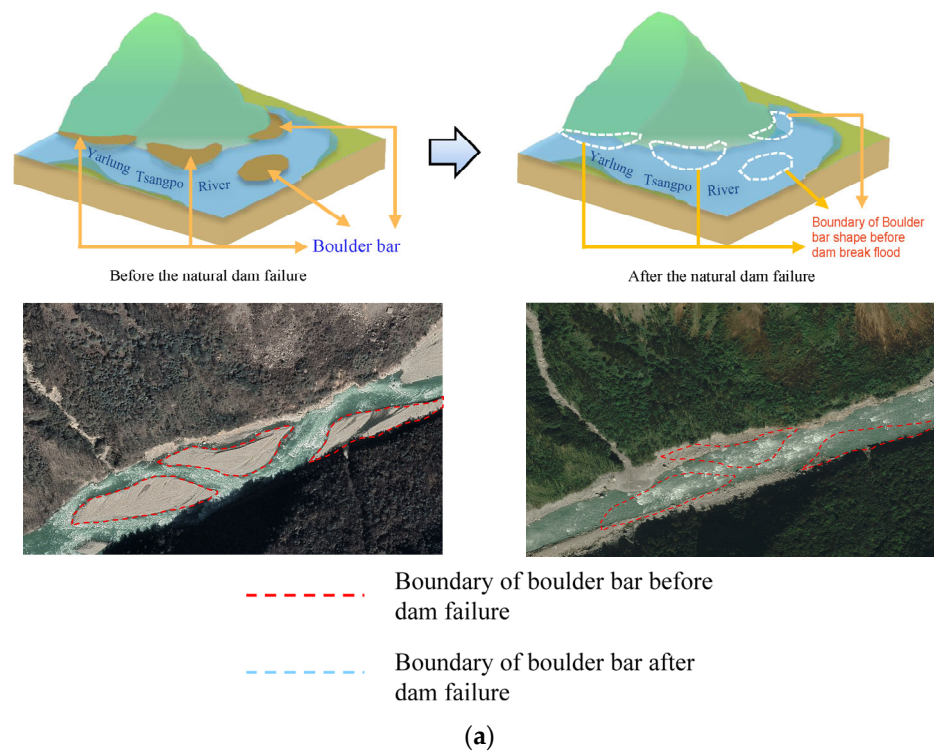 Yarlung
Tsangpo
River
Boulder bar
Before the natural dam failure
Yarlung
Tsangpo
River
Boundary of Boulder
bar shape before
dam break flood
After the natural dam failure
Boundary of boulder bar before
dam failure
Boundary of boulder bar after
dam failure
(a)